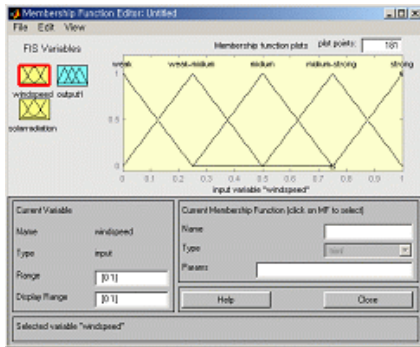 Membership Function Editor: Untitled
File Edit View
FIS Variables
Membership function plots plot points: 181
windspeed output1
solarradiation
weak weak-midium midium midium-strong strong
1
0.5
0
0 0.1 0.2 0.3 0.4 0.5 0.6 0.7 0.8 0.9 1
input variable "windspeed"
Current Variable
Name windspeed
Type input
Range [0 1]
Display Range [0 1]
Current Membership Function (click on MF to select)
Name
Type
Params
Help Close
Selected variable "windspeed"